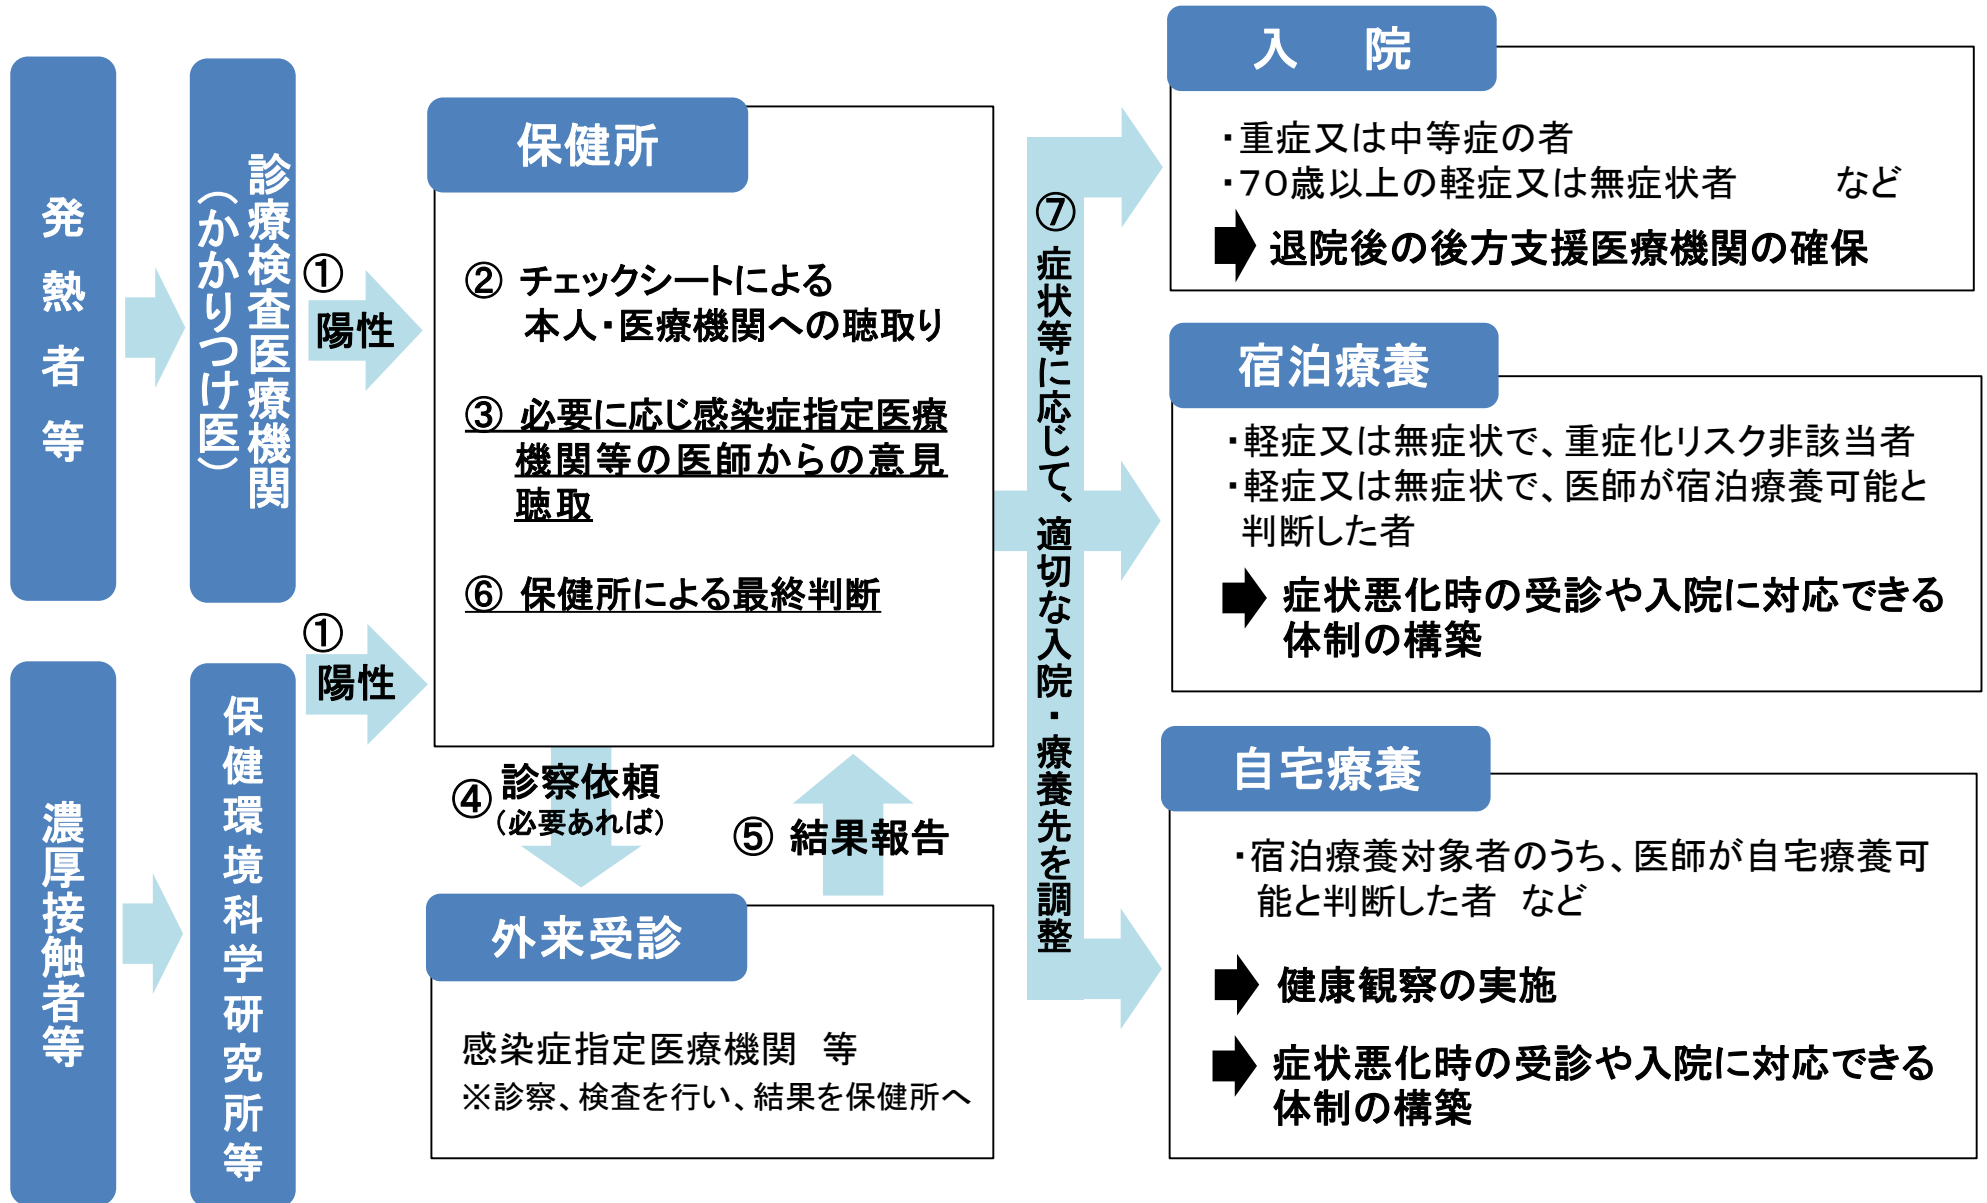 発熱者等
診療検査医療機関
（かかりつけ医）
①
陽性
濃厚接触者等
保健環境科学研究所等
①
陽性
保健所
② チェックシートによる
本人・医療機関への聴取り
③ 必要に応じ感染症指定医療
機関等の医師からの意見
聴取
⑥ 保健所による最終判断
④ 診察依頼
（必要あれば）
⑤ 結果報告
外来受診
感染症指定医療機関　等
※診察、検査を行い、結果を保健所へ
⑦ 症状等に応じて、適切な入院・療養先を調整
入　院
・重症又は中等症の者
・70歳以上の軽症又は無症状者　　など
退院後の後方支援医療機関の確保
宿泊療養
・軽症又は無症状で、重症化リスク非該当者
・軽症又は無症状で、医師が宿泊療養可能と
判断した者
症状悪化時の受診や入院に対応できる
体制の構築
自宅療養
・宿泊療養対象者のうち、医師が自宅療養可
能と判断した者　など
健康観察の実施
症状悪化時の受診や入院に対応できる
体制の構築